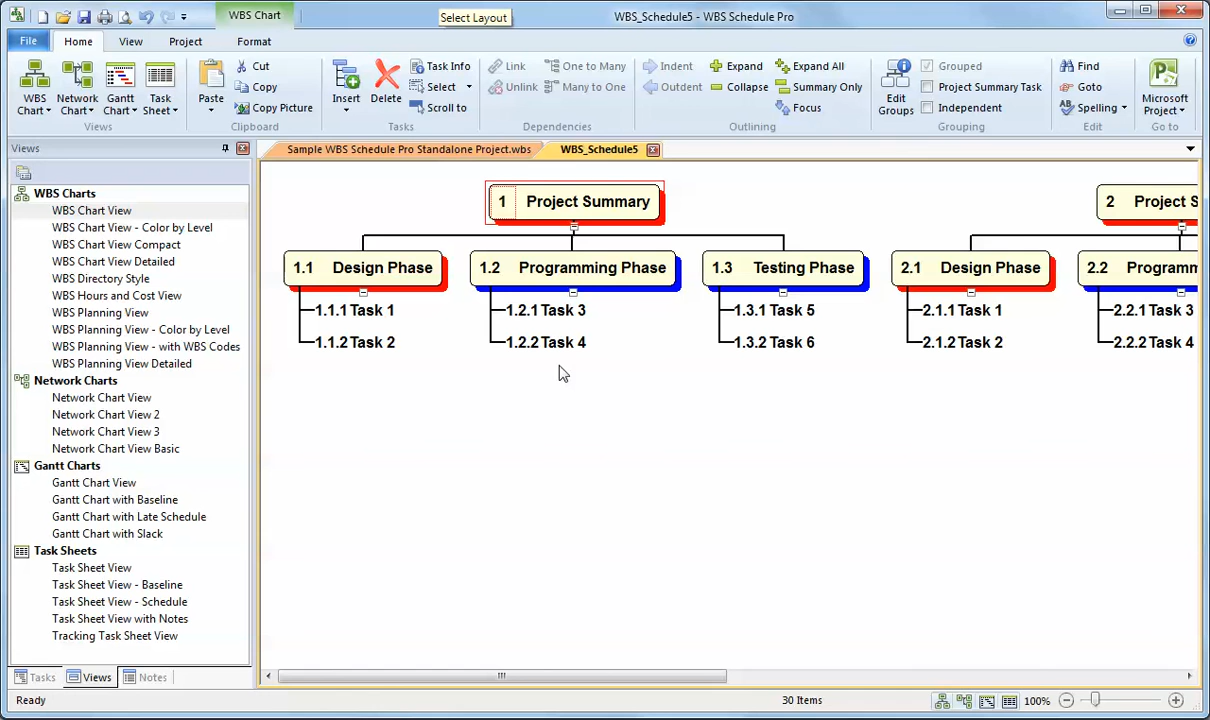 WBS Chart
Select Layout
WBS_Schedule5 - WBS Schedule Pro
File
Home
View
Project
Format
WBS Chart
Network Chart
Gantt Chart
Task Sheet
Views
Paste
Cut
Copy
Copy Picture
Clipboard
Insert
Delete
Task Info
Select
Scroll to
Tasks
Link
Unlink
One to Many
Many to One
Dependencies
Indent
Outdent
Expand
Collapse
Expand All
Summary Only
Focus
Outlining
Edit Groups
Grouped
Project Summary Task
Independent
Grouping
Find
Goto
Spelling
Edit
Microsoft Project
Go to
Views
Sample WBS Schedule Pro Standalone Project.wbs
WBS_Schedule5
WBS Charts
WBS Chart View
WBS Chart View - Color by Level
WBS Chart View Compact
WBS Chart View Detailed
WBS Directory Style
WBS Hours and Cost View
WBS Planning View
WBS Planning View - Color by Level
WBS Planning View - with WBS Codes
WBS Planning View Detailed
Network Charts
Network Chart View
Network Chart View 2
Network Chart View 3
Network Chart View Basic
Gantt Charts
Gantt Chart View
Gantt Chart with Baseline
Gantt Chart with Late Schedule
Gantt Chart with Slack
Task Sheets
Task Sheet View
Task Sheet View - Baseline
Task Sheet View - Schedule
Task Sheet View with Notes
Tracking Task Sheet View
Tasks
Views
Notes
1 Project Summary
2 Project S
1.1 Design Phase
1.2 Programming Phase
1.3 Testing Phase
2.1 Design Phase
2.2 Programm
1.1.1 Task 1
1.2.1 Task 3
1.3.1 Task 5
2.1.1 Task 1
2.2.1 Task 3
1.1.2 Task 2
1.2.2 Task 4
1.3.2 Task 6
2.1.2 Task 2
2.2.2 Task 4
Ready
30 Items
100%